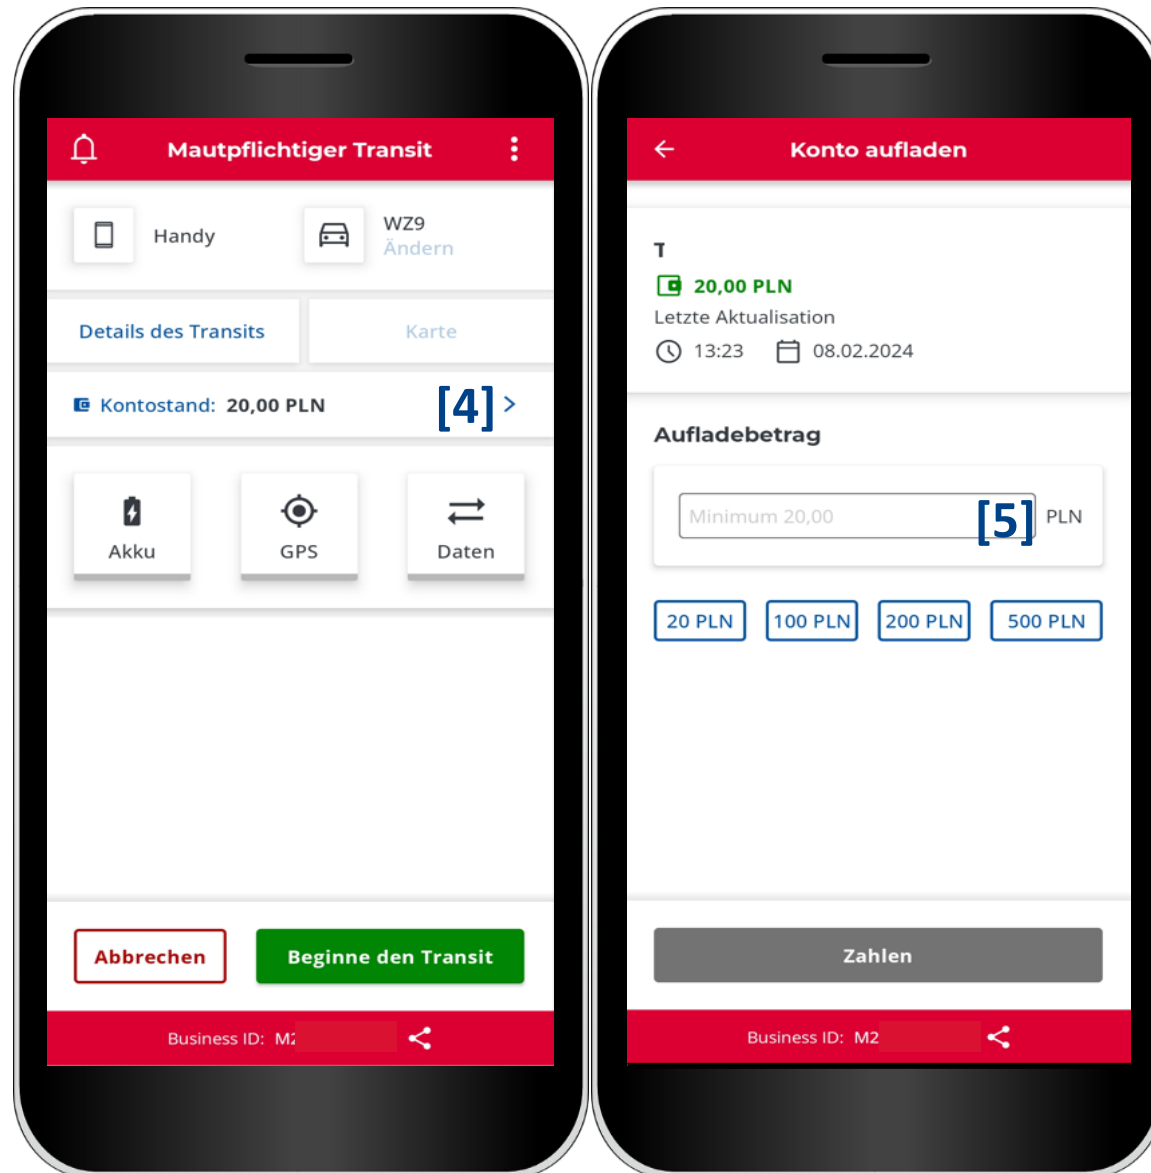 Mautpflichtiger Transit
Handy
WZ9
Ändern
Details des Transits
Karte
Kontostand: 20,00 PLN
[4]
Akku
GPS
Daten
Abbrechen
Beginne den Transit
Business ID: M2
Konto aufladen
T
20,00 PLN
Letzte Aktualisation
13:23 08.02.2024
Aufladebetrag
Minimum 20,00
[5]
PLN
20 PLN 100 PLN 200 PLN 500 PLN
Zahlen
Business ID: M2